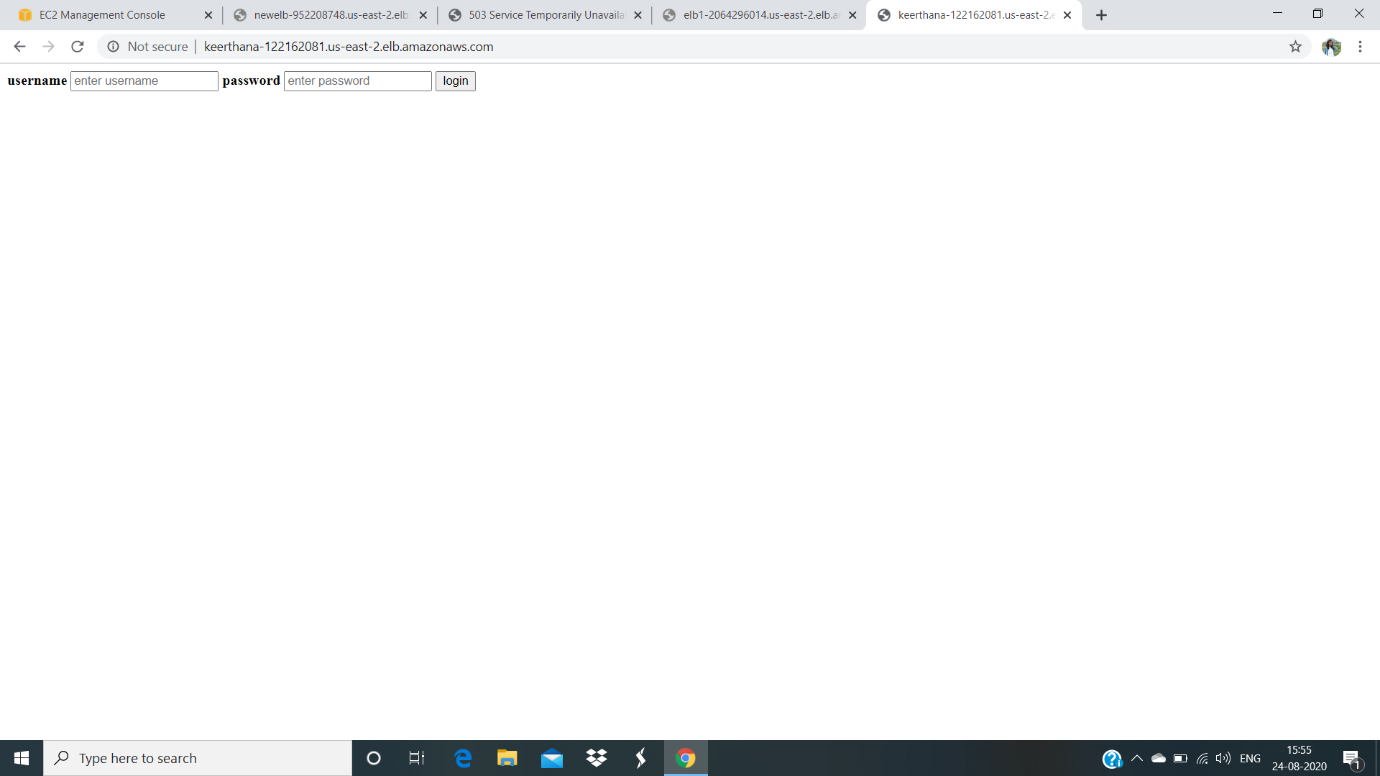 EC2 Management Console
newelb-952208748.us-east-2.elb
503 Service Temporarily Unavaila
elb1-2064296014.us-east-2.elb.a
keerthana-122162081.us-east-2.e
Not secure | keerthana-122162081.us-east-2.elb.amazonaws.com
username enter username password enter password login
Type here to search
ENG
15:55
24-08-2020
1